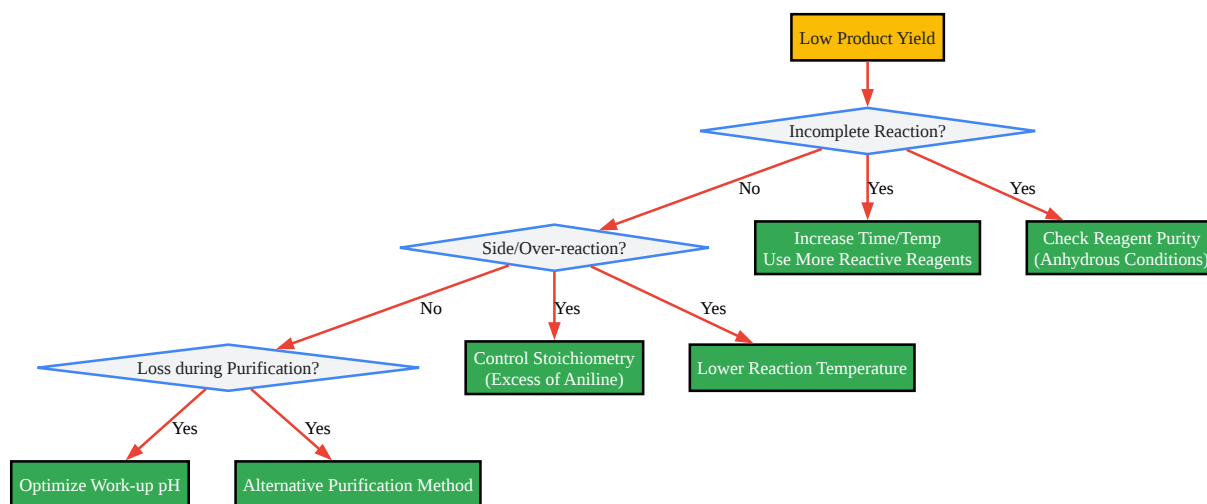 Low Product Yield
Incomplete Reaction?
No
Yes
Yes
Increase Time/Temp
Use More Reactive Reagents
Check Reagent Purity
(Anhydrous Conditions)
Side/Over-reaction?
No
Yes
Yes
Control Stoichiometry
(Excess of Aniline)
Lower Reaction Temperature
Loss during Purification?
Yes
Yes
Optimize Work-up pH
Alternative Purification Method